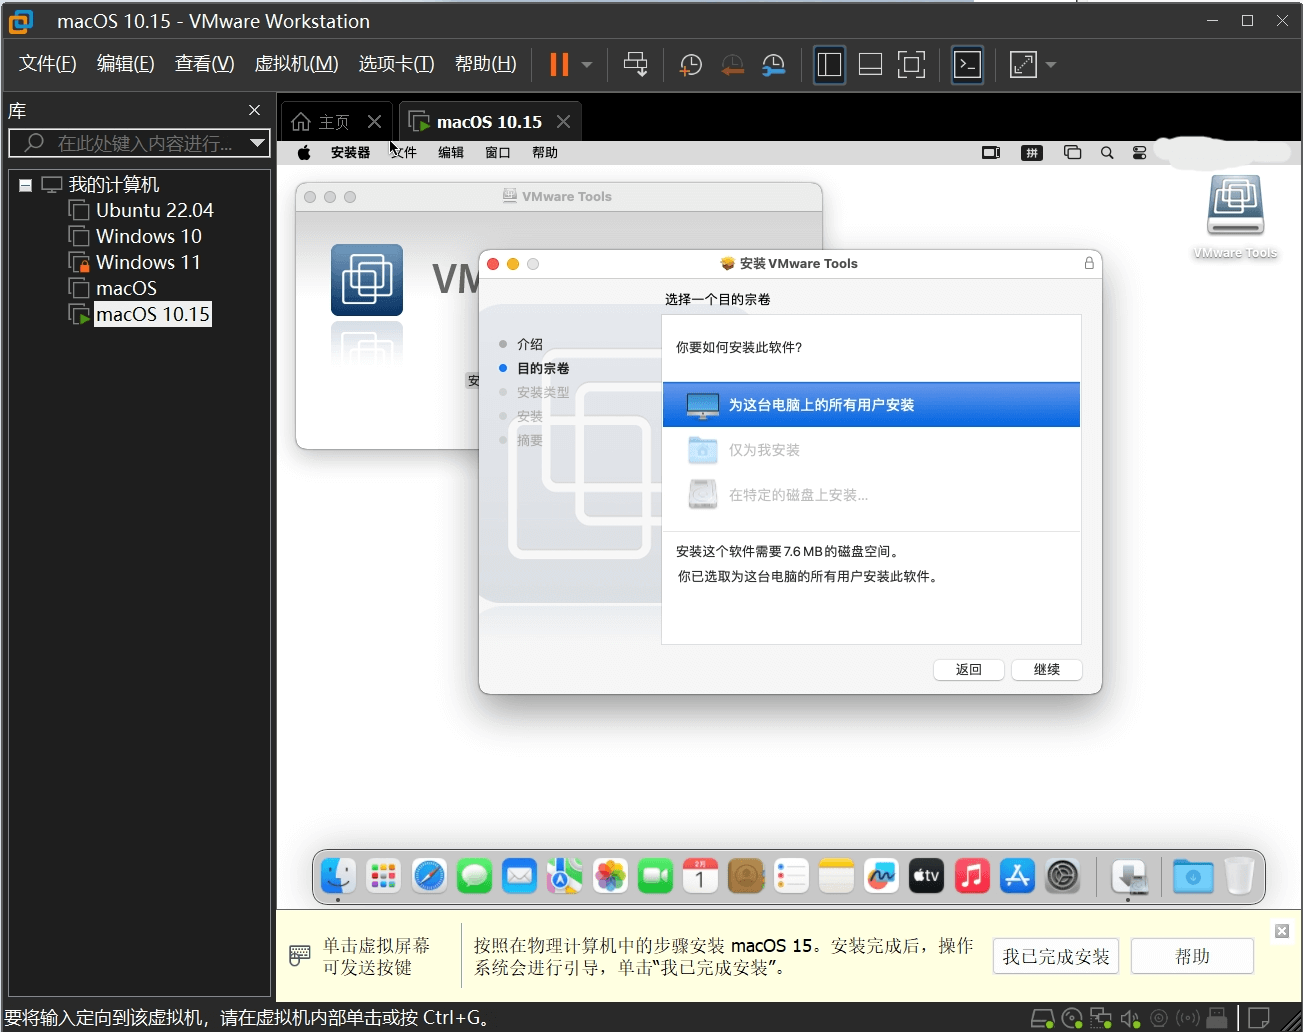 macOS 10.15 - VMware Workstation
文件(F) 编辑(E) 查看(V) 虚拟机(M) 选项卡(T) 帮助(H)
库
在此处键入内容进行...
我的计算机
Ubuntu 22.04
Windows 10
Windows 11
macOS
macOS 10.15
主页 macOS 10.15
安装器 文件 编辑 窗口 帮助 拼
VMware Tools
VMware Tools
VM
安
安装 VMware Tools
选择一个目的宗卷
介绍
目的宗卷
安装类型
安装
摘要
你要如何安装此软件?
为这台电脑上的所有用户安装
仅为我安装
在特定的磁盘上安装...
安装这个软件需要 7.6 MB 的磁盘空间。
你已选取为这台电脑的所有用户安装此软件。
返回 继续
2月
1
tv
单击虚拟屏幕
可发送按键
按照在物理计算机中的步骤安装 macOS 15。安装完成后，操作
系统会进行引导，单击“我已完成安装”。
我已完成安装 帮助
要将输入定向到该虚拟机，请在虚拟机内部单击或按 Ctrl+G。